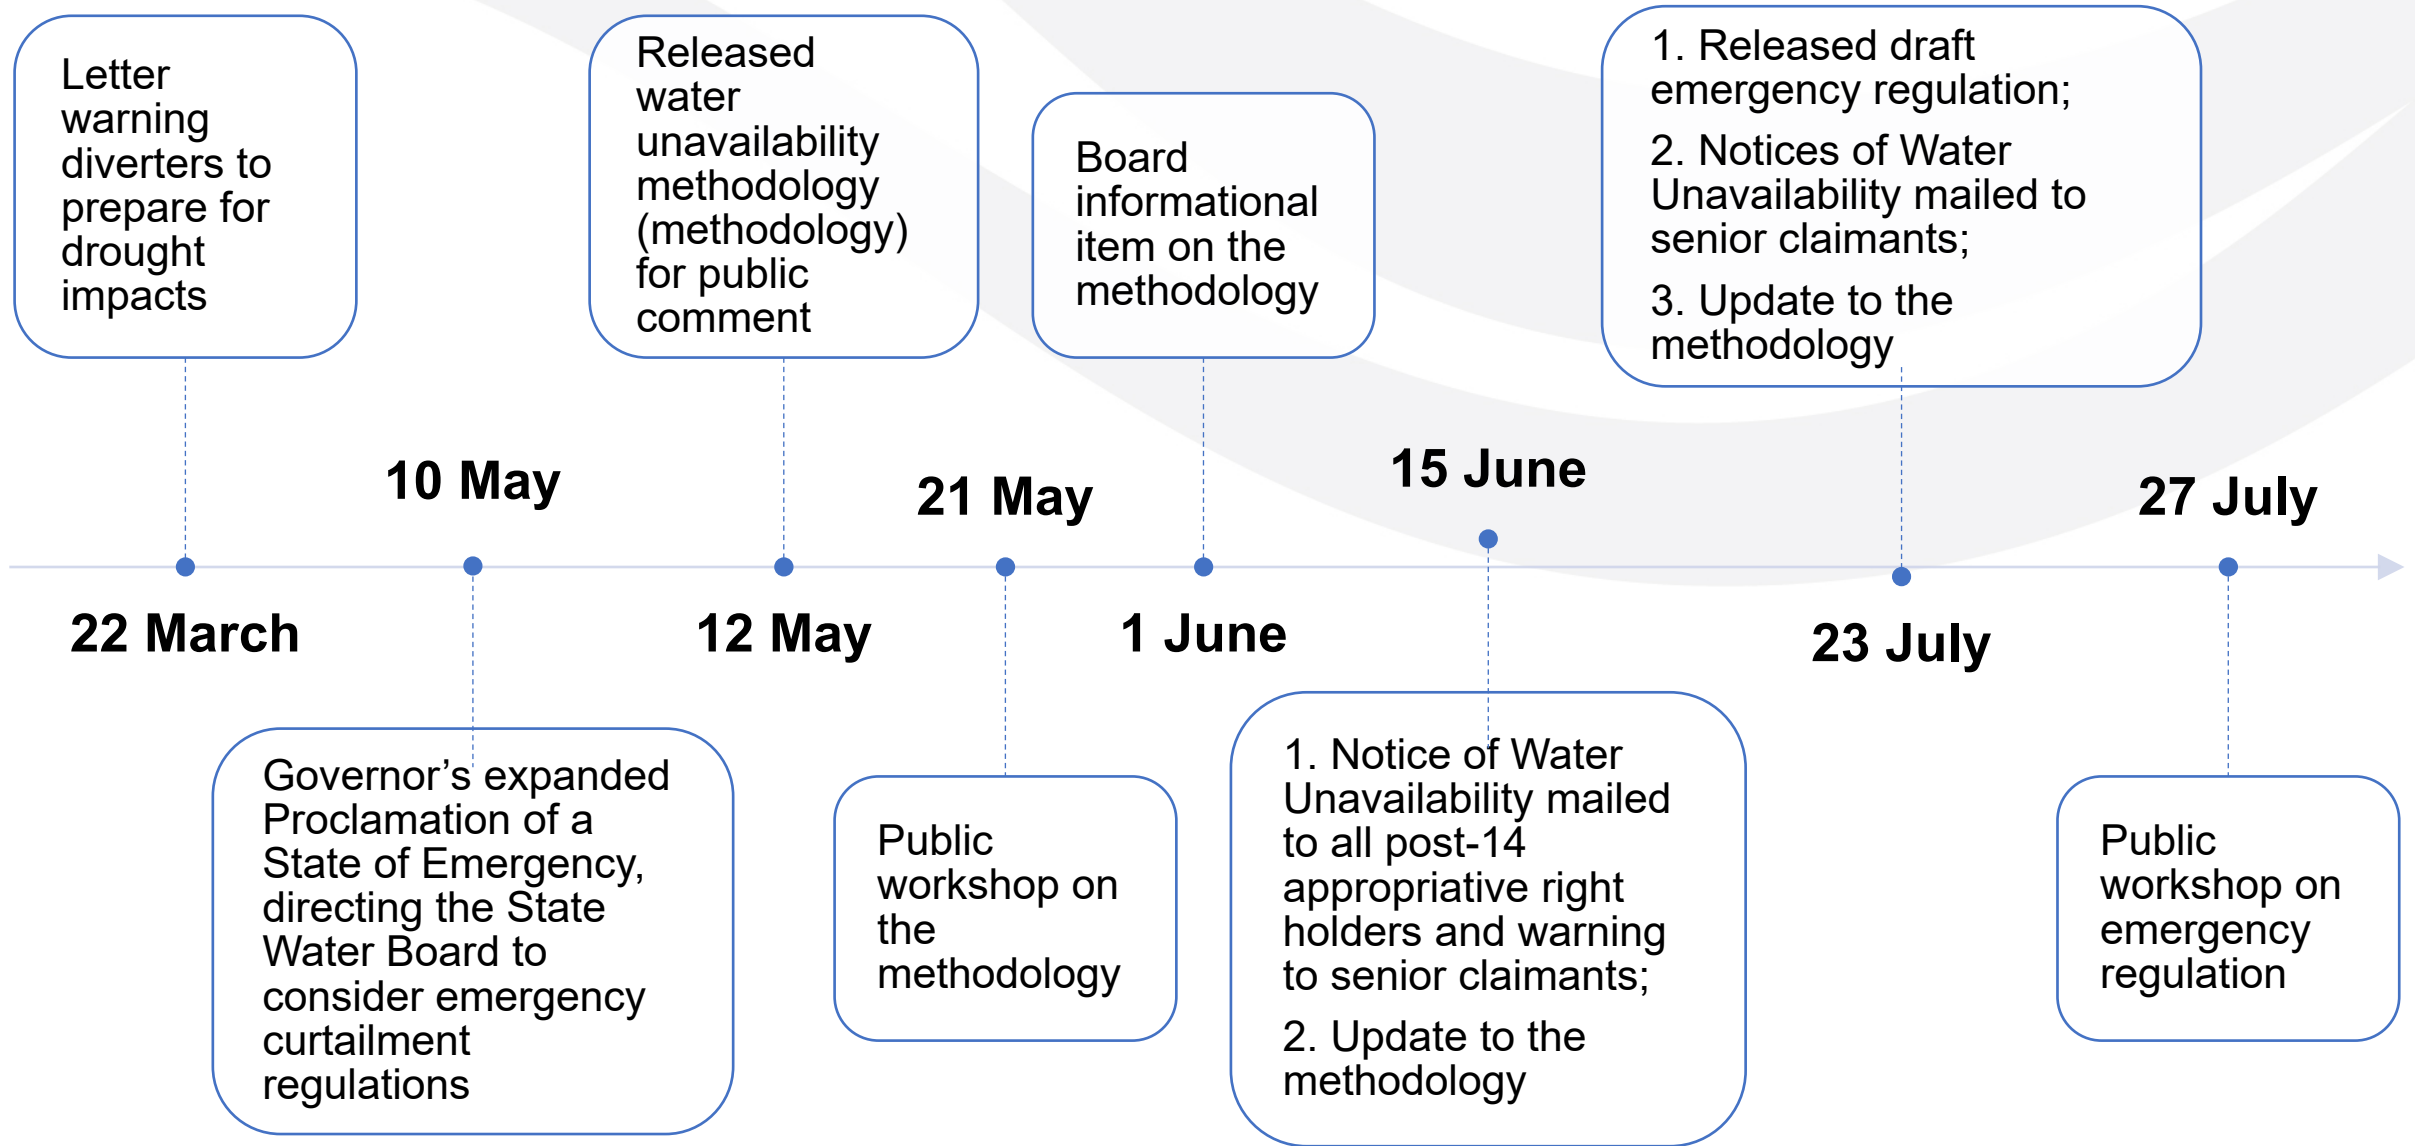 Letter
warning
diverters to
prepare for
drought
impacts
22 March
10 May
Governor’s expanded
Proclamation of a
State of Emergency,
directing the State
Water Board to
consider emergency
curtailment
regulations
Released
water
unavailability
methodology
(methodology)
for public
comment
12 May
21 May
Public
workshop on
the
methodology
Board
informational
item on the
methodology
1 June
15 June
1. Notice of Water
Unavailability mailed
to all post-14
appropriative right
holders and warning
to senior claimants;
2. Update to the
methodology
1. Released draft
emergency regulation;
2. Notices of Water
Unavailability mailed to
senior claimants;
3. Update to the
methodology
23 July
27 July
Public
workshop on
emergency
regulation